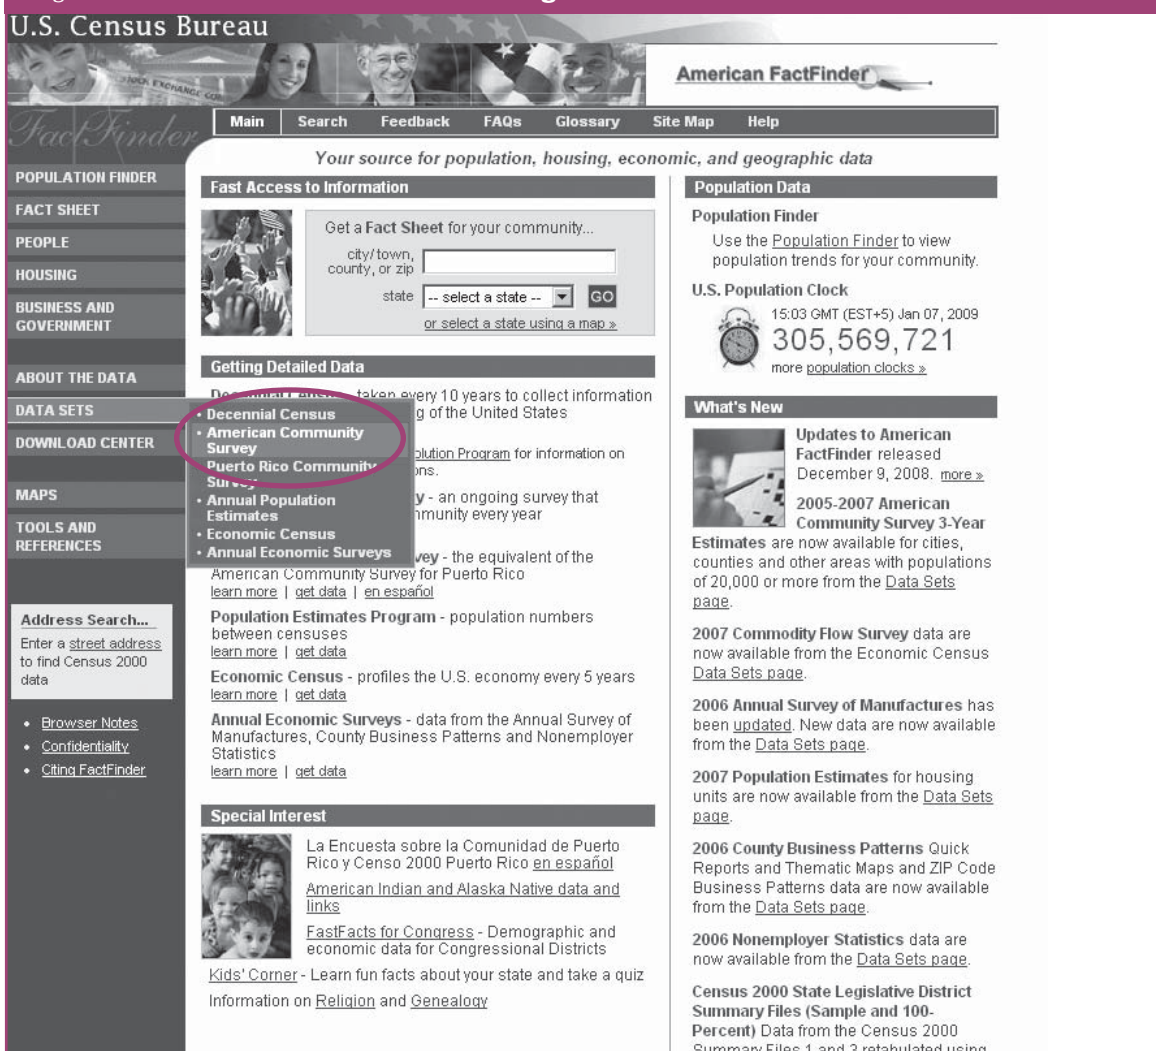 U.S. Census Bureau
American FactFinder
FactFinder
Main Search Feedback FAQs Glossary Site Map Help
Your source for population, housing, economic, and geographic data
POPULATION FINDER
FACT SHEET
PEOPLE
HOUSING
BUSINESS AND
GOVERNMENT
ABOUT THE DATA
DATA SETS
DOWNLOAD CENTER
MAPS
TOOLS AND
REFERENCES
Address Search...
Enter a street address
to find Census 2000
data
• Browser Notes
• Confidentiality
• Citing FactFinder
Fast Access to Information
Get a Fact Sheet for your community...
city/town,
county, or zip
state -- select a state -- GO
or select a state using a map »
Getting Detailed Data
Decennial Census - taken every 10 years to collect information
g of the United States
olution Program for information on
ons.
y - an ongoing survey that
mmunity every year
vey - the equivalent of the
American Community Survey for Puerto Rico
learn more | get data | en español
• Decennial Census
• American Community
Survey
Puerto Rico Community
Survey
• Annual Population
Estimates
• Economic Census
• Annual Economic Surveys
Population Estimates Program - population numbers
between censuses
learn more | get data
Economic Census - profiles the U.S. economy every 5 years
learn more | get data
Annual Economic Surveys - data from the Annual Survey of
Manufactures, County Business Patterns and Nonemployer
Statistics
learn more | get data
Special Interest
La Encuesta sobre la Comunidad de Puerto
Rico y Censo 2000 Puerto Rico en español
American Indian and Alaska Native data and
links
FastFacts for Congress - Demographic and
economic data for Congressional Districts
Kids' Corner - Learn fun facts about your state and take a quiz
Information on Religion and Genealogy
Population Data
Population Finder
Use the Population Finder to view
population trends for your community.
U.S. Population Clock
15:03 GMT (EST+5) Jan 07, 2009
305,569,721
more population clocks »
What's New
Updates to American
FactFinder released
December 9, 2008. more »
2005-2007 American
Community Survey 3-Year
Estimates are now available for cities,
counties and other areas with populations
of 20,000 or more from the Data Sets
page.
2007 Commodity Flow Survey data are
now available from the Economic Census
Data Sets page.
2006 Annual Survey of Manufactures has
been updated. New data are now available
from the Data Sets page.
2007 Population Estimates for housing
units are now available from the Data Sets
page.
2006 County Business Patterns Quick
Reports and Thematic Maps and ZIP Code
Business Patterns data are now available
from the Data Sets page.
2006 Nonemployer Statistics data are
now available from the Data Sets page.
Census 2000 State Legislative District
Summary Files (Sample and 100-
Percent) Data from the Census 2000
Summary Files 1 and 3 retabulated using